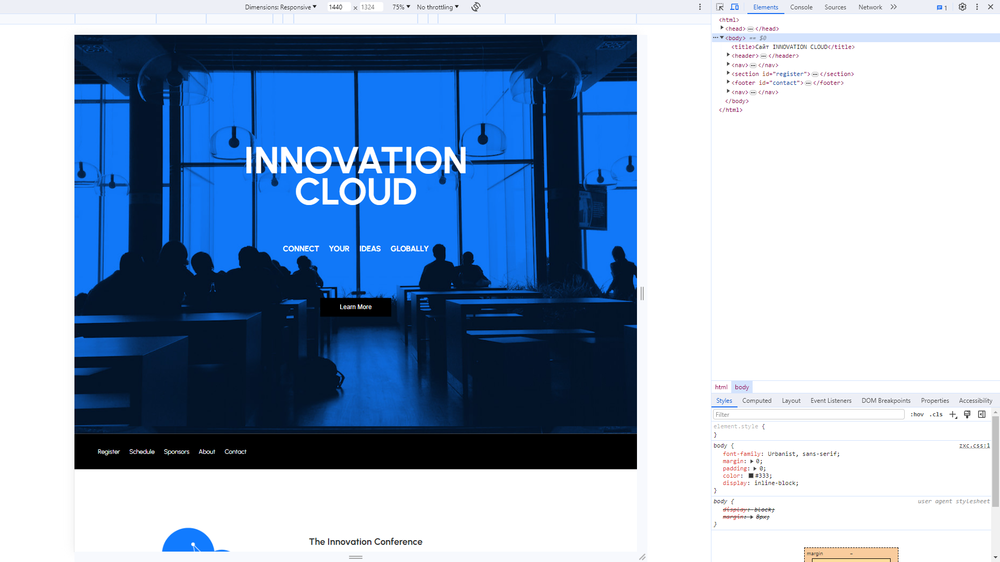 Dimensions: Responsive 1440 × 1324 75% No throttling
Elements Console Sources Network 1
<html>
<head> </head>
<body> == $0
<title>Сайт INNOVATION CLOUD</title>
<header> </header>
<nav> </nav>
<section id="register"> </section>
<footer id="contact"> </footer>
<nav> </nav>
</body>
</html>
INNOVATION
CLOUD
CONNECT YOUR IDEAS GLOBALLY
Learn More
Register Schedule Sponsors About Contact
The Innovation Conference
html body
Styles Computed Layout Event Listeners DOM Breakpoints Properties Accessibility
Filter :hov .cls
element.style {
}
body { zxc.css:1
font-family: Urbanist, sans-serif;
margin: 0;
padding: 0;
color: #333;
display: inline-block;
}
body { user agent stylesheet
display: block;
margin: 8px;
}
margin –